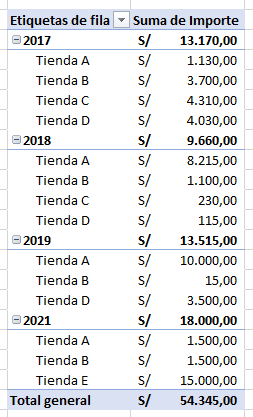 Etiquetas de fila Suma de Importe
2017 S/ 13.170,00
Tienda A S/ 1.130,00
Tienda B S/ 3.700,00
Tienda C S/ 4.310,00
Tienda D S/ 4.030,00
2018 S/ 9.660,00
Tienda A S/ 8.215,00
Tienda B S/ 1.100,00
Tienda C S/ 230,00
Tienda D S/ 115,00
2019 S/ 13.515,00
Tienda A S/ 10.000,00
Tienda B S/ 15,00
Tienda D S/ 3.500,00
2021 S/ 18.000,00
Tienda A S/ 1.500,00
Tienda B S/ 1.500,00
Tienda E S/ 15.000,00
Total general S/ 54.345,00